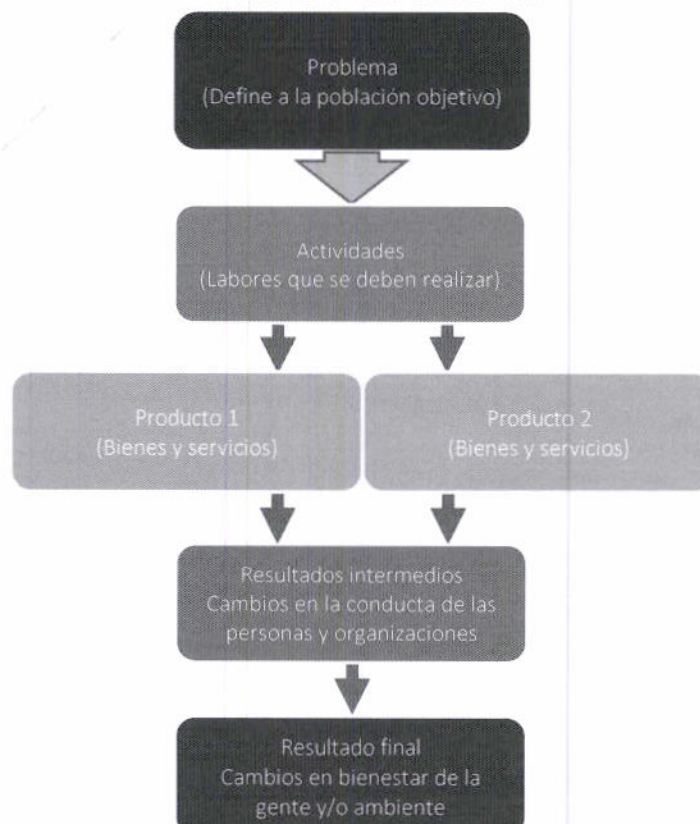 Problema
(Define a la población objetivo)
Actividades
(Labores que se deben realizar)
Producto 1
(Bienes y servicios)
Producto 2
(Bienes y servicios)
Resultados intermedios
Cambios en la conducta de las
personas y organizaciones
Resultado final
Cambios en bienestar de la
gente y/o ambiente